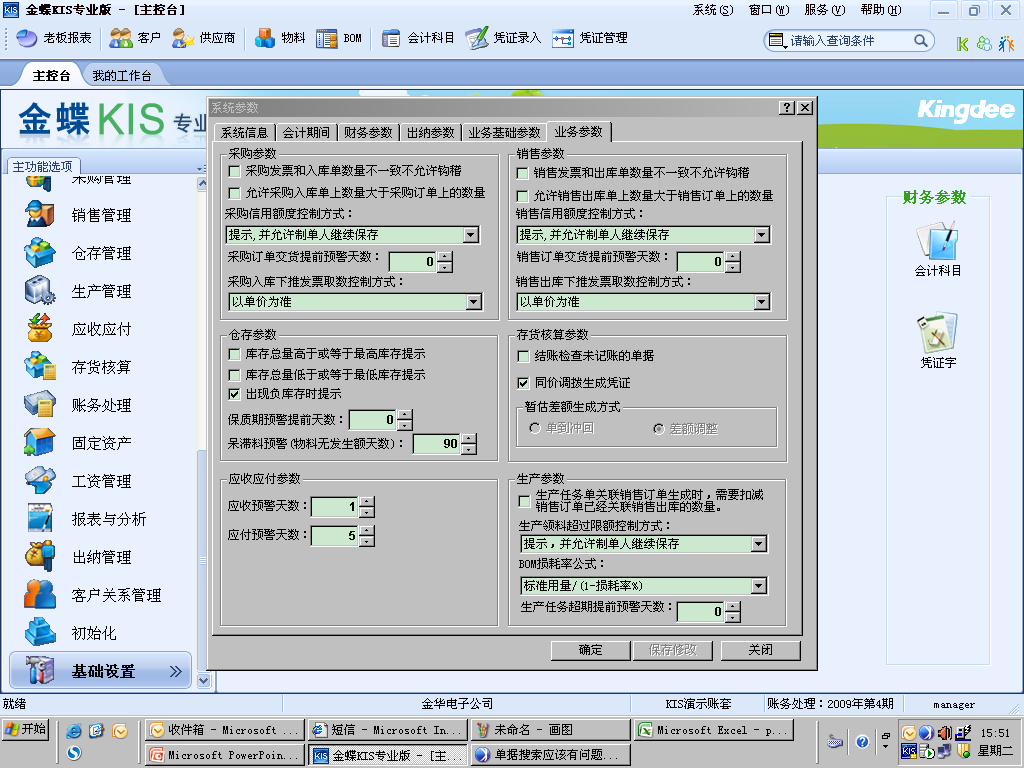 金蝶KIS专业版 - [主控台]
系统(S) 窗口(W) 服务(V) 帮助(H)
老板报表 客户 供应商 物料 BOM 会计科目 凭证录入 凭证管理
请输入查询条件
主控台 我的工作台
金蝶KIS 专业
Kingdee
主功能选项
采购管理
销售管理
仓存管理
生产管理
应收应付
存货核算
账务处理
固定资产
工资管理
报表与分析
出纳管理
客户关系管理
初始化
基础设置
系统参数
系统信息 会计期间 财务参数 出纳参数 业务基础参数 业务参数
采购参数
采购发票和入库单数量不一致不允许钩稽
允许采购入库单上数量大于采购订单上的数量
采购信用额度控制方式：
提示, 并允许制单人继续保存
采购订单交货提前预警天数： 0
采购入库下推发票取数控制方式：
以单价为准
销售参数
销售发票和出库单数量不一致不允许钩稽
允许销售出库单上数量大于销售订单上的数量
销售信用额度控制方式：
提示, 并允许制单人继续保存
销售订单交货提前预警天数： 0
销售出库下推发票取数控制方式：
以单价为准
仓存参数
库存总量高于或等于最高库存提示
库存总量低于或等于最低库存提示
出现负库存时提示
保质期预警提前天数： 0
呆滞料预警(物料无发生额天数)： 90
存货核算参数
结账检查未记账的单据
同价调拨生成凭证
暂估差额生成方式
单到冲回 差额调整
应收应付参数
应收预警天数： 1
应付预警天数： 5
生产参数
生产任务单关联销售订单生成时，需要扣减
销售订单已经关联销售出库的数量。
生产领料超过限额控制方式：
提示，并允许制单人继续保存
BOM损耗率公式：
标准用量/(1-损耗率%)
生产任务超期提前预警天数： 0
确定 保存修改 关闭
财务参数
会计科目
凭证字
就绪 金华电子公司 KIS演示账套 账务处理：2009年第4期 manager
开始 收件箱 - Microsoft ... 短信 - Microsoft In... 未命名 - 画图 Microsoft Excel - p...
Microsoft PowerPoin... 金蝶KIS专业版 - [主... 单据搜索应该有问题...
15:51
星期二